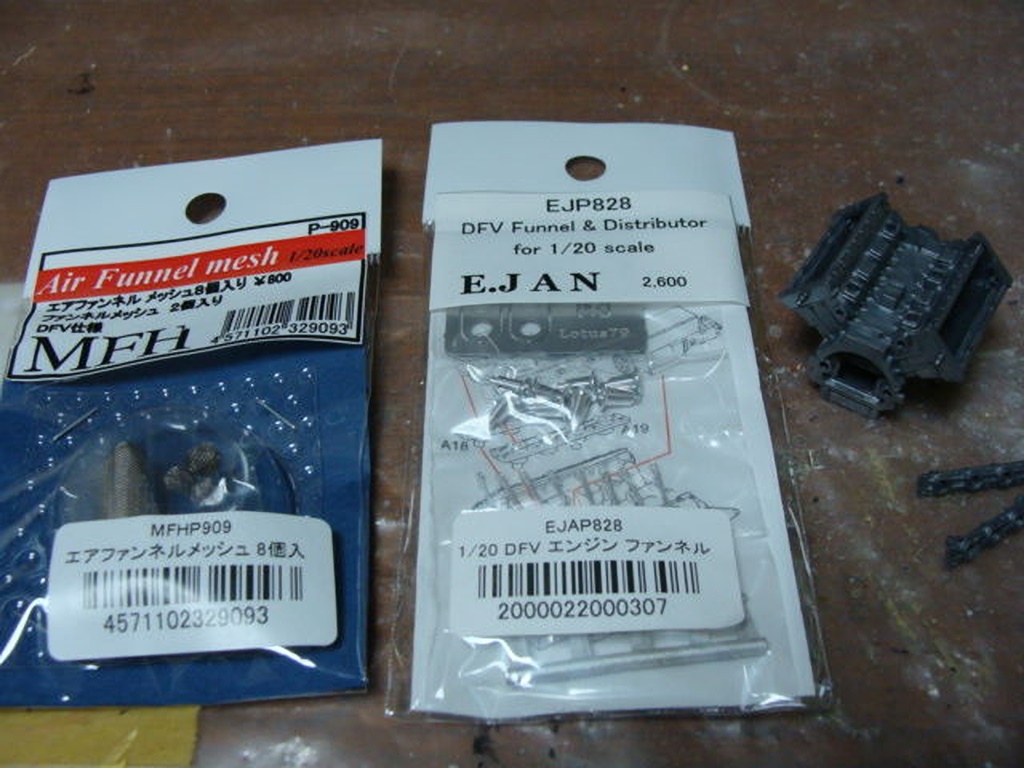 P-909
Air Funnel mesh 1/20scale
エアファンネル メッシュ8個入り ¥800
ファンネルメッシュ 2個入り
DFV仕様
MFH
4571102 329093
MFHP909
エアファンネルメッシュ 8個入
4571102329093
EJP828
DFV Funnel & Distributor
for 1/20 scale
E.JAN 2,600
Lotus79
A18
A19
EJAP828
1/20 DFV エンジン ファンネル
2000022000307